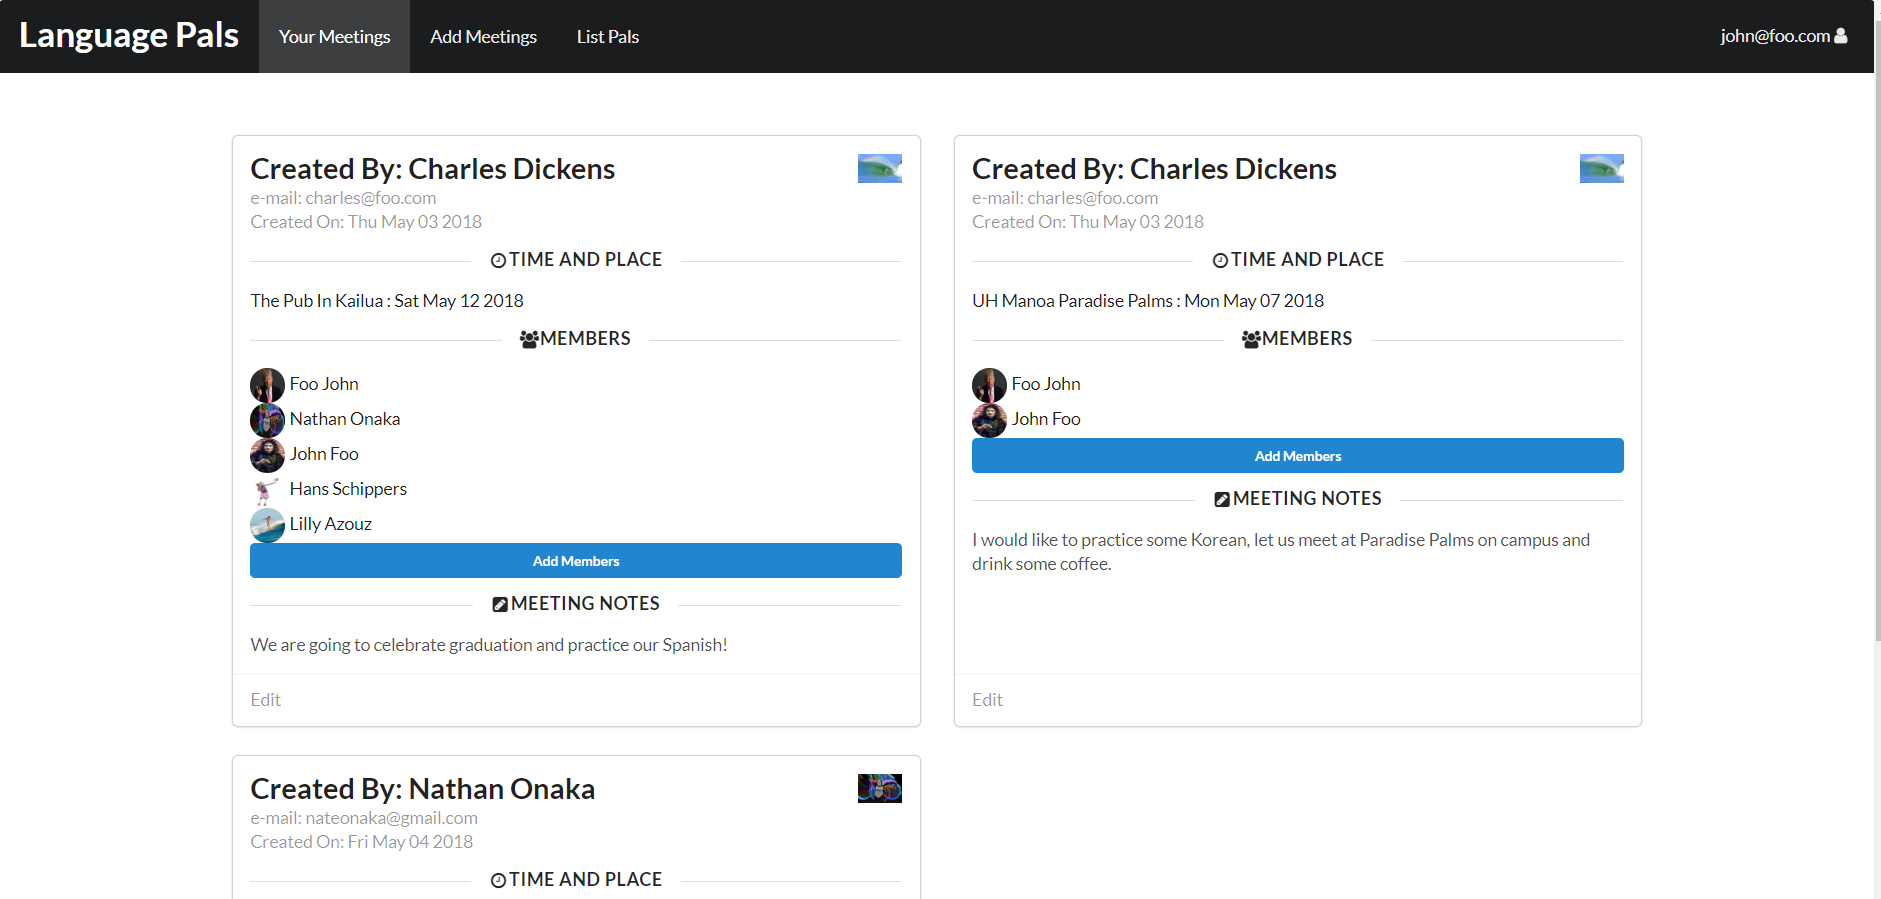 Language Pals
Your Meetings
Add Meetings
List Pals
john@foo.com
Created By: Charles Dickens
e-mail: charles@foo.com
Created On: Thu May 03 2018
TIME AND PLACE
The Pub In Kailua : Sat May 12 2018
MEMBERS
Foo John
Nathan Onaka
John Foo
Hans Schippers
Lilly Azouz
Add Members
MEETING NOTES
We are going to celebrate graduation and practice our Spanish!
Edit
Created By: Charles Dickens
e-mail: charles@foo.com
Created On: Thu May 03 2018
TIME AND PLACE
UH Manoa Paradise Palms : Mon May 07 2018
MEMBERS
Foo John
John Foo
Add Members
MEETING NOTES
I would like to practice some Korean, let us meet at Paradise Palms on campus and
drink some coffee.
Edit
Created By: Nathan Onaka
e-mail: nateonaka@gmail.com
Created On: Fri May 04 2018
TIME AND PLACE